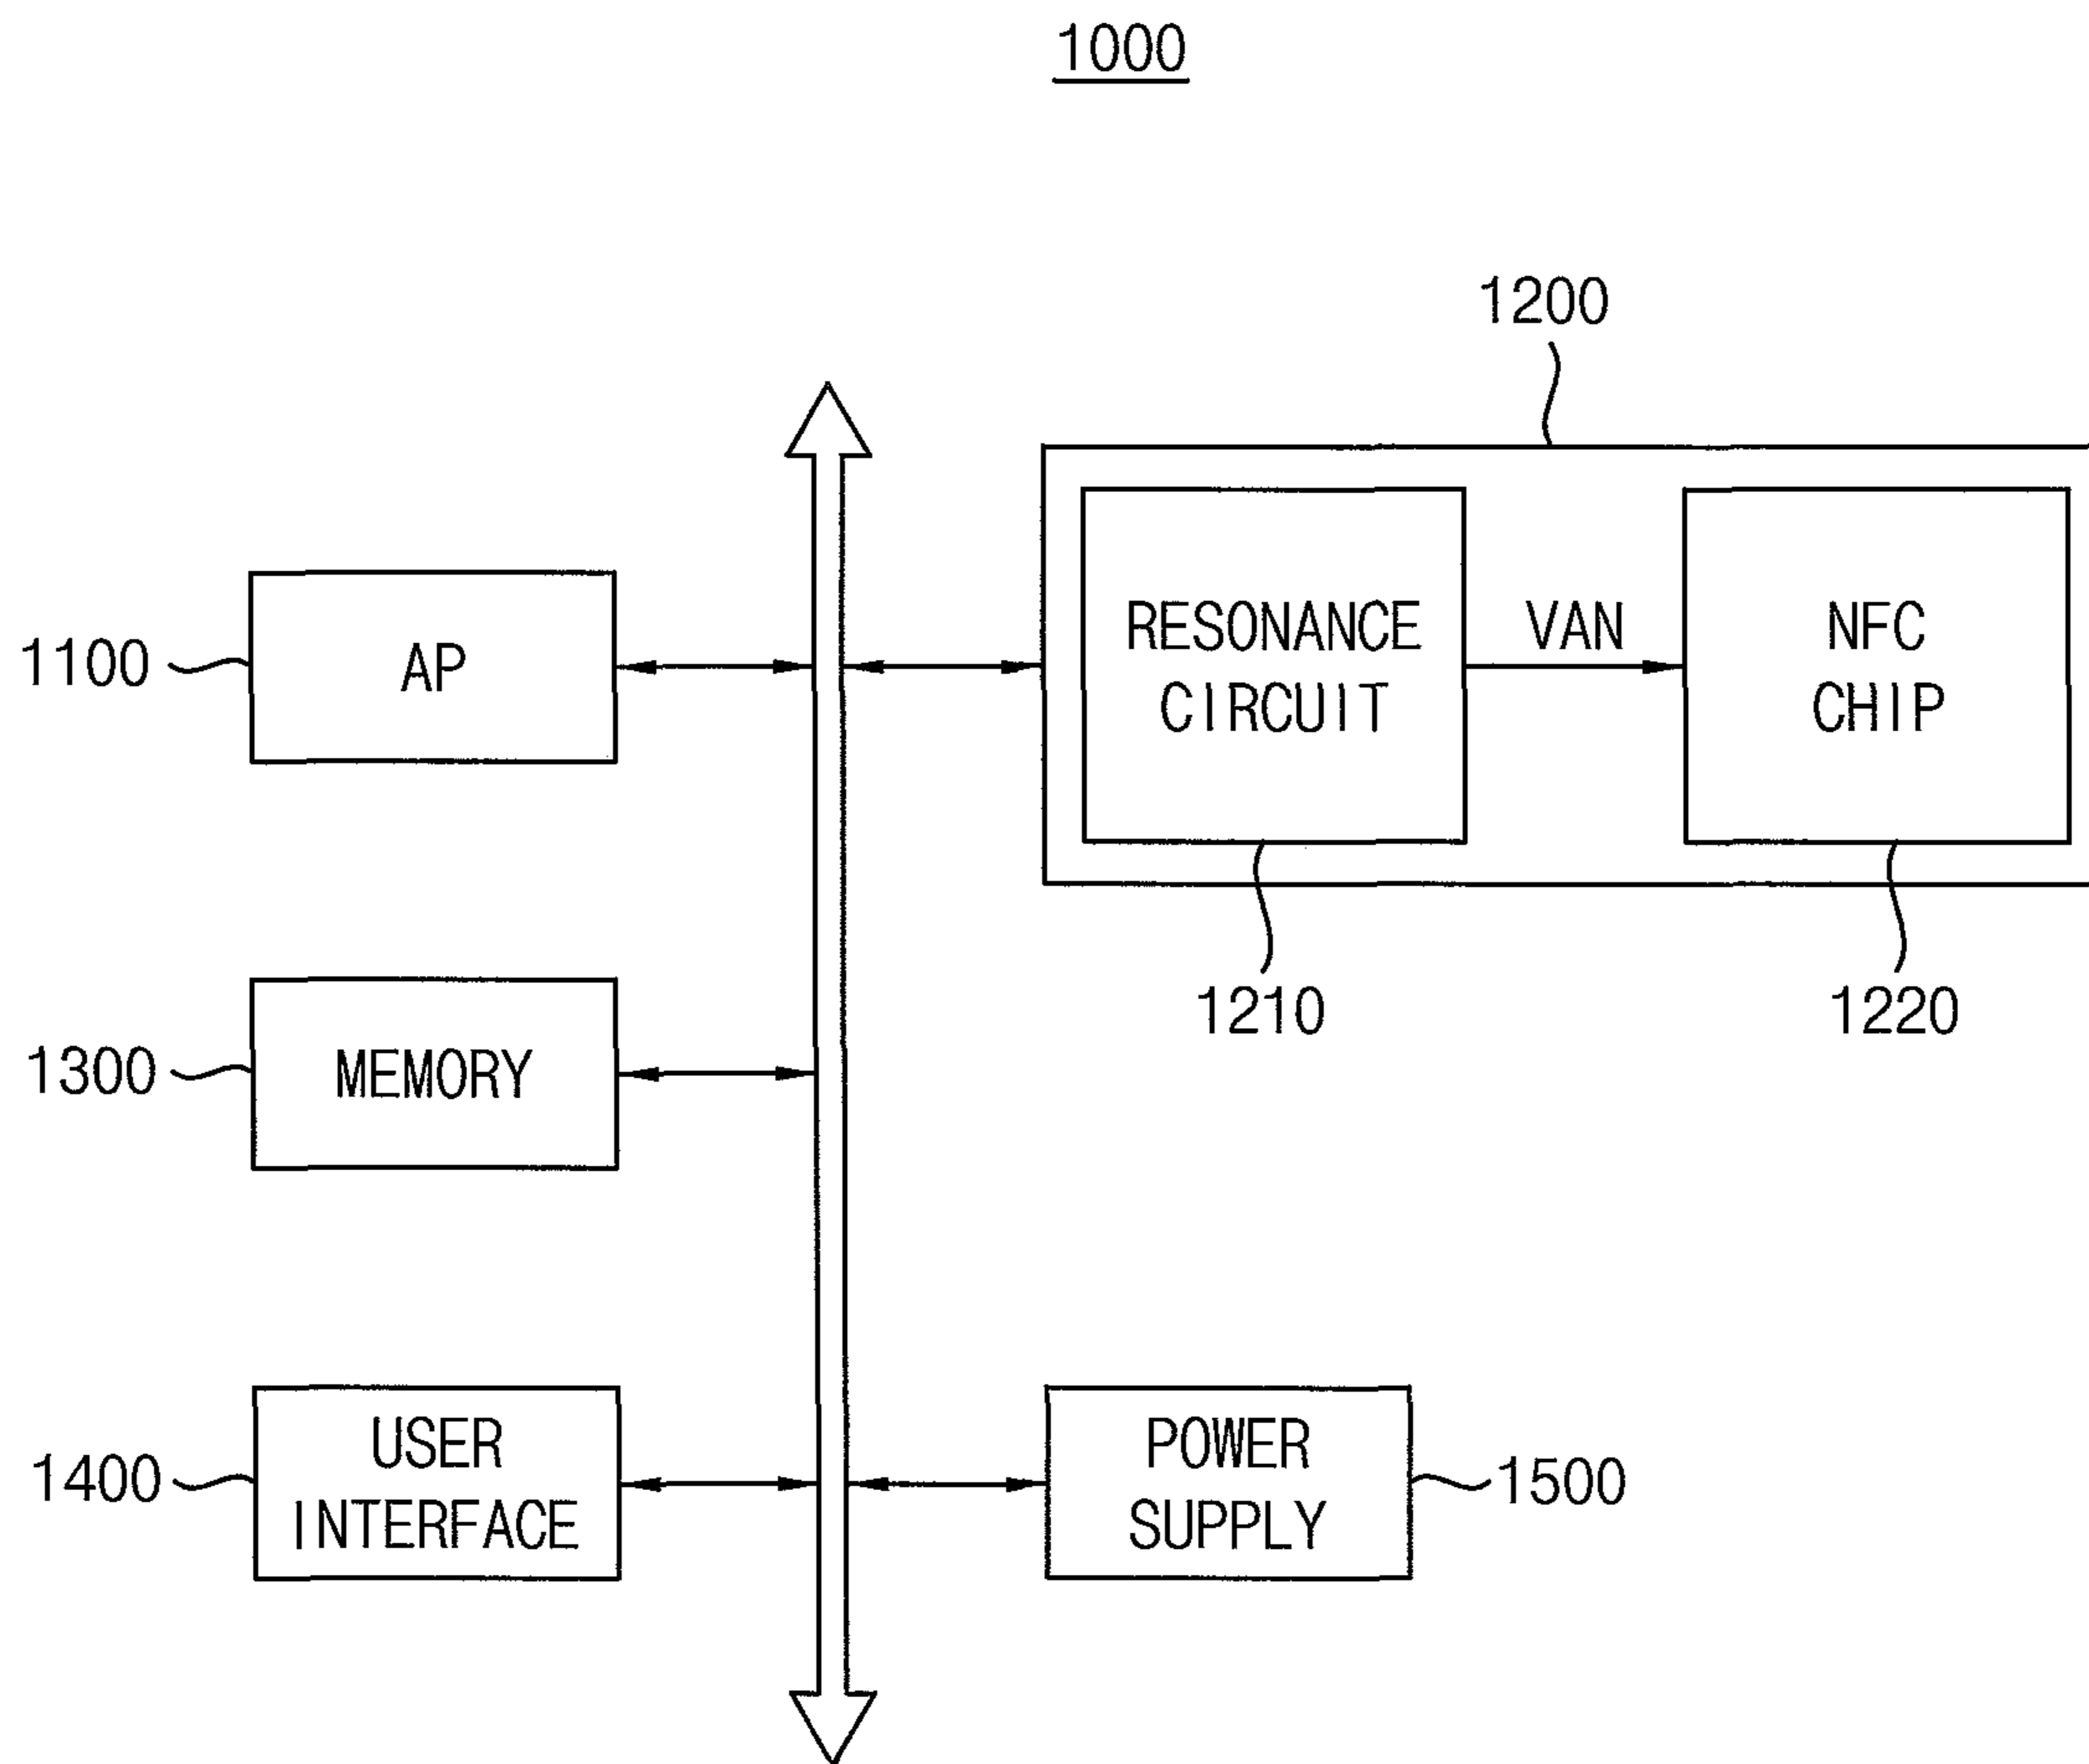 1000
1200
1100
AP
RESONANCE
CIRCUIT
VAN
NFC
CHIP
1210
1220
1300
MEMORY
1400
USER
INTERFACE
POWER
SUPPLY
1500